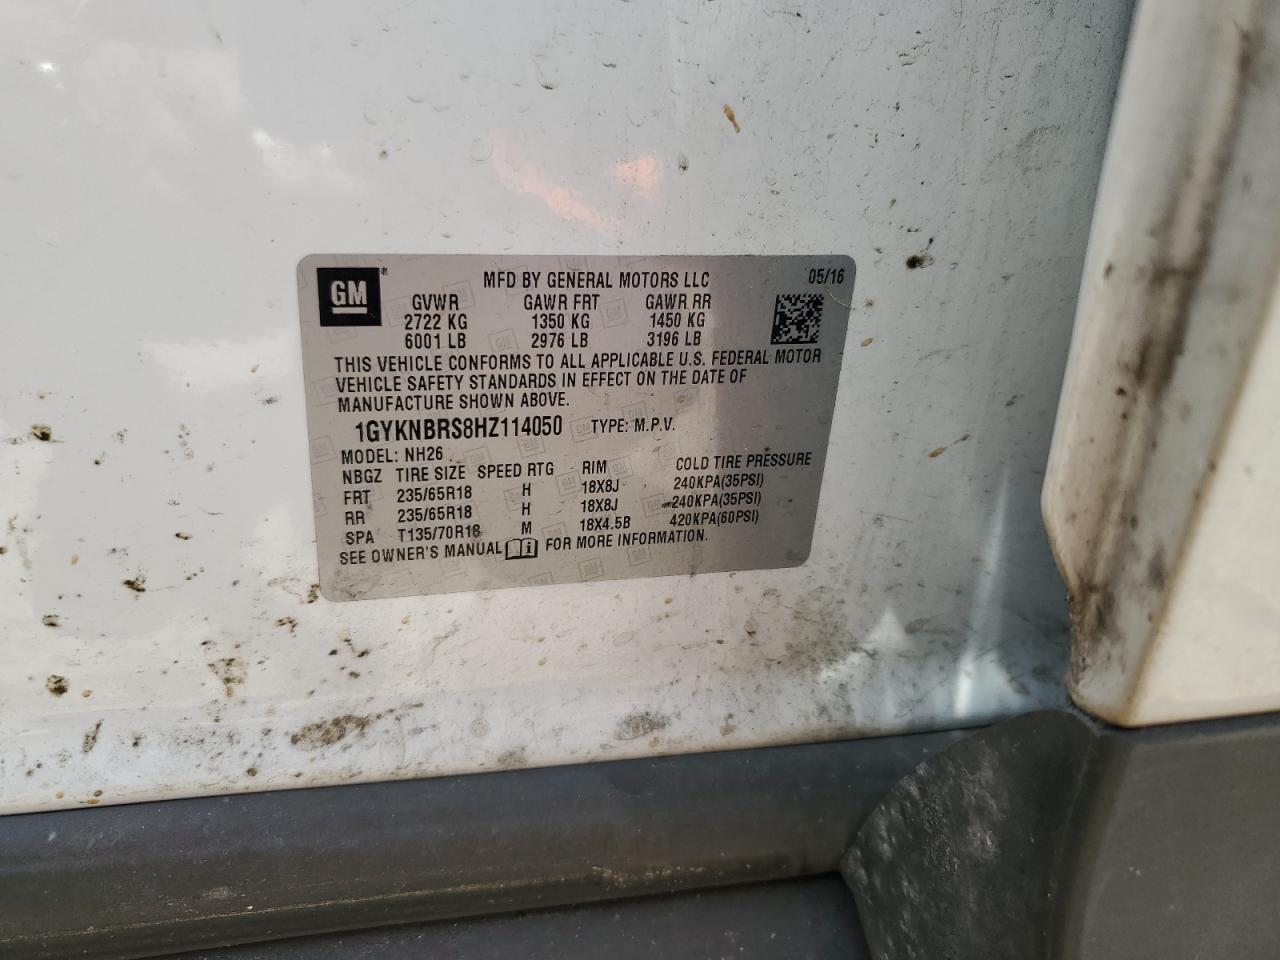 GM®
MFD BY GENERAL MOTORS LLC 05/16
GVWR GAWR FRT GAWR RR
2722 KG 1350 KG 1450 KG
6001 LB 2976 LB 3196 LB
THIS VEHICLE CONFORMS TO ALL APPLICABLE U.S. FEDERAL MOTOR
VEHICLE SAFETY STANDARDS IN EFFECT ON THE DATE OF
MANUFACTURE SHOWN ABOVE.
1GYKNBRS8HZ114050 TYPE: M.P.V.
MODEL: NH26
NBGZ TIRE SIZE SPEED RTG RIM COLD TIRE PRESSURE
FRT 235/65R18 H 18X8J 240KPA(35PSI)
RR 235/65R18 H 18X8J 240KPA(35PSI)
SPA T135/70R18 M 18X4.5B 420KPA(60PSI)
SEE OWNER'S MANUAL FOR MORE INFORMATION.